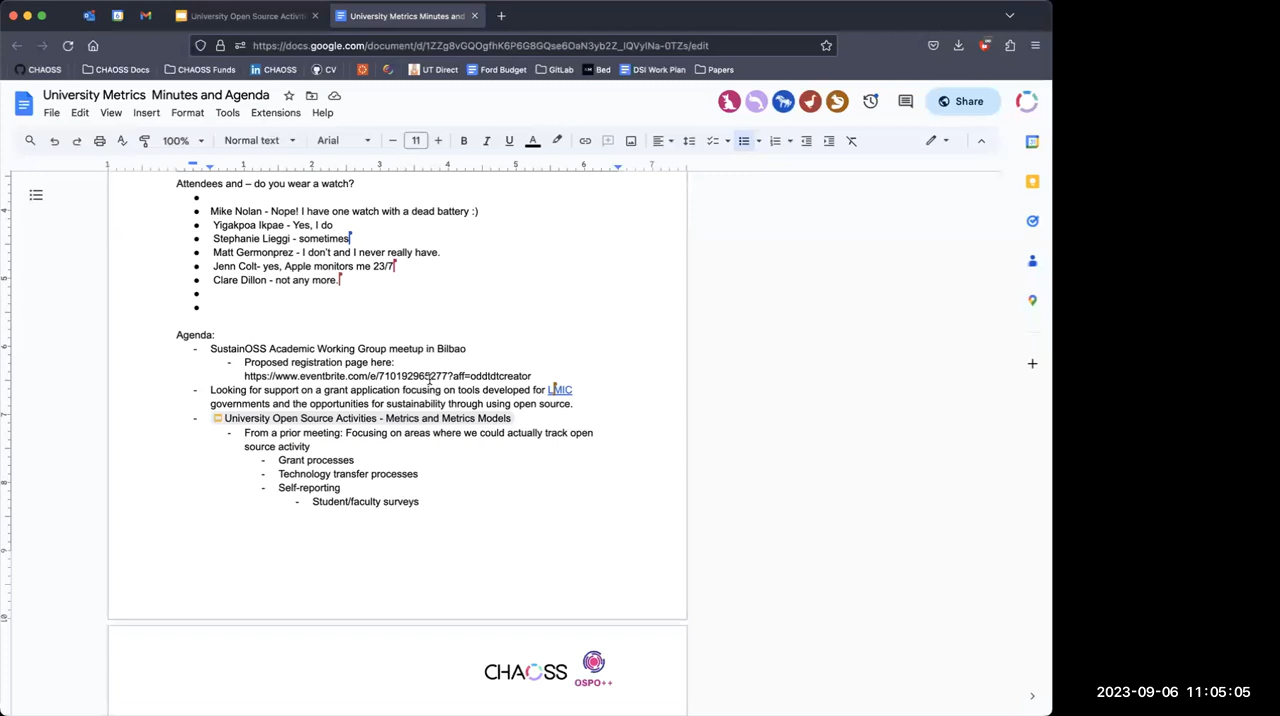 University Open Source Activiti
University Metrics Minutes and
https://docs.google.com/document/d/1ZZg8vGQOgfhK6P6G8GQse6OaN3yb2Z_IQVylNa-0TZs/edit
CHAOSS
CHAOSS Docs
CHAOSS Funds
CHAOSS
CV
UT Direct
Ford Budget
GitLab
Bed
DSI Work Plan
Papers
University Metrics Minutes and Agenda
File Edit View Insert Format Tools Extensions Help
Share
100% Normal text Arial 11
1 1 2 3 4 5 6 7
Attendees and – do you wear a watch?
Mike Nolan - Nope! I have one watch with a dead battery :)
Yigakpoa Ikpae - Yes, I do
Stephanie Lieggi - sometimes
Matt Germonprez - I don't and I never really have.
Jenn Colt- yes, Apple monitors me 23/7
Clare Dillon - not any more.
Agenda:
- SustainOSS Academic Working Group meetup in Bilbao
- Proposed registration page here:
https://www.eventbrite.com/e/710192965277?aff=oddtdtcreator
- Looking for support on a grant application focusing on tools developed for LMIC
governments and the opportunities for sustainability through using open source.
- University Open Source Activities - Metrics and Metrics Models
- From a prior meeting: Focusing on areas where we could actually track open
source activity
- Grant processes
- Technology transfer processes
- Self-reporting
- Student/faculty surveys
CHAOSS
OSPO++
2023-09-06 11:05:05